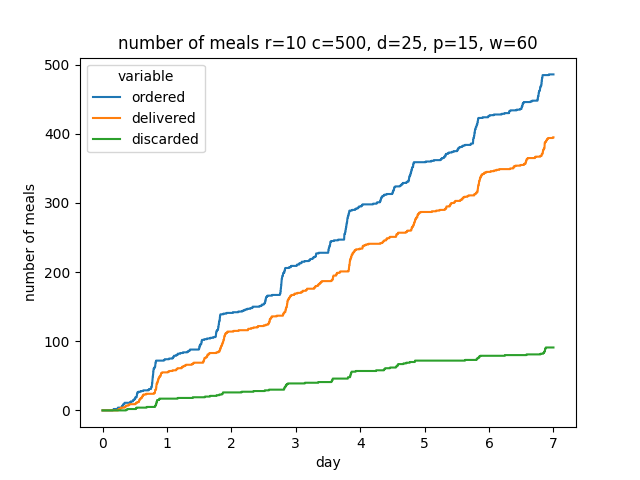 number of meals r=10 c=500, d=25, p=15, w=60
variable
ordered
delivered
discarded
number of meals
500
400
300
200
100
0
0 1 2 3 4 5 6 7
day